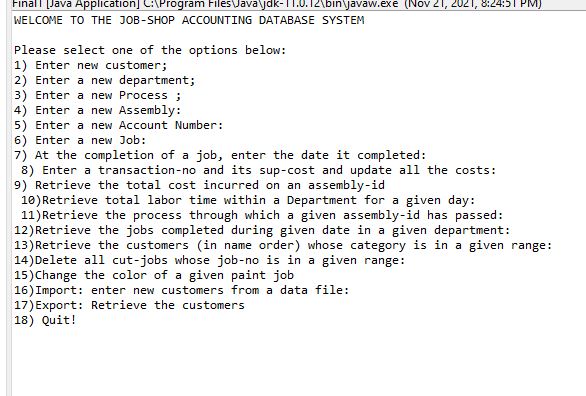 Final1 [Java Application] C:\Program Files\Java\jdk-11.0.12\bin\javaw.exe (Nov 21, 2021, 8:24:51 PM)
WELCOME TO THE JOB-SHOP ACCOUNTING DATABASE SYSTEM
Please select one of the options below:
1) Enter new customer;
2) Enter a new department;
3) Enter a new Process ;
4) Enter a new Assembly:
5) Enter a new Account Number:
6) Enter a new Job:
7) At the completion of a job, enter the date it completed:
8) Enter a transaction-no and its sup-cost and update all the costs:
9) Retrieve the total cost incurred on an assembly-id
10)Retrieve total labor time within a Department for a given day:
11)Retrieve the process through which a given assembly-id has passed:
12)Retrieve the jobs completed during given date in a given department:
13)Retrieve the customers (in name order) whose category is in a given range:
14)Delete all cut-jobs whose job-no is in a given range:
15)Change the color of a given paint job
16)Import: enter new customers from a data file:
17)Export: Retrieve the customers
18) Quit!